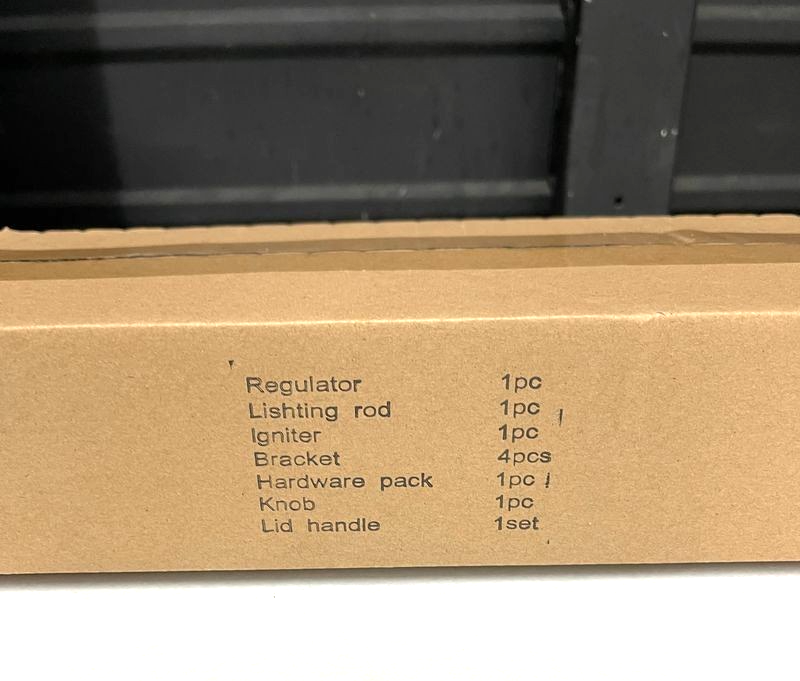 Regulator 1pc
Lishting rod 1pc
Igniter 1pc
Bracket 4pcs
Hardware pack 1pc
Knob 1pc
Lid handle 1set